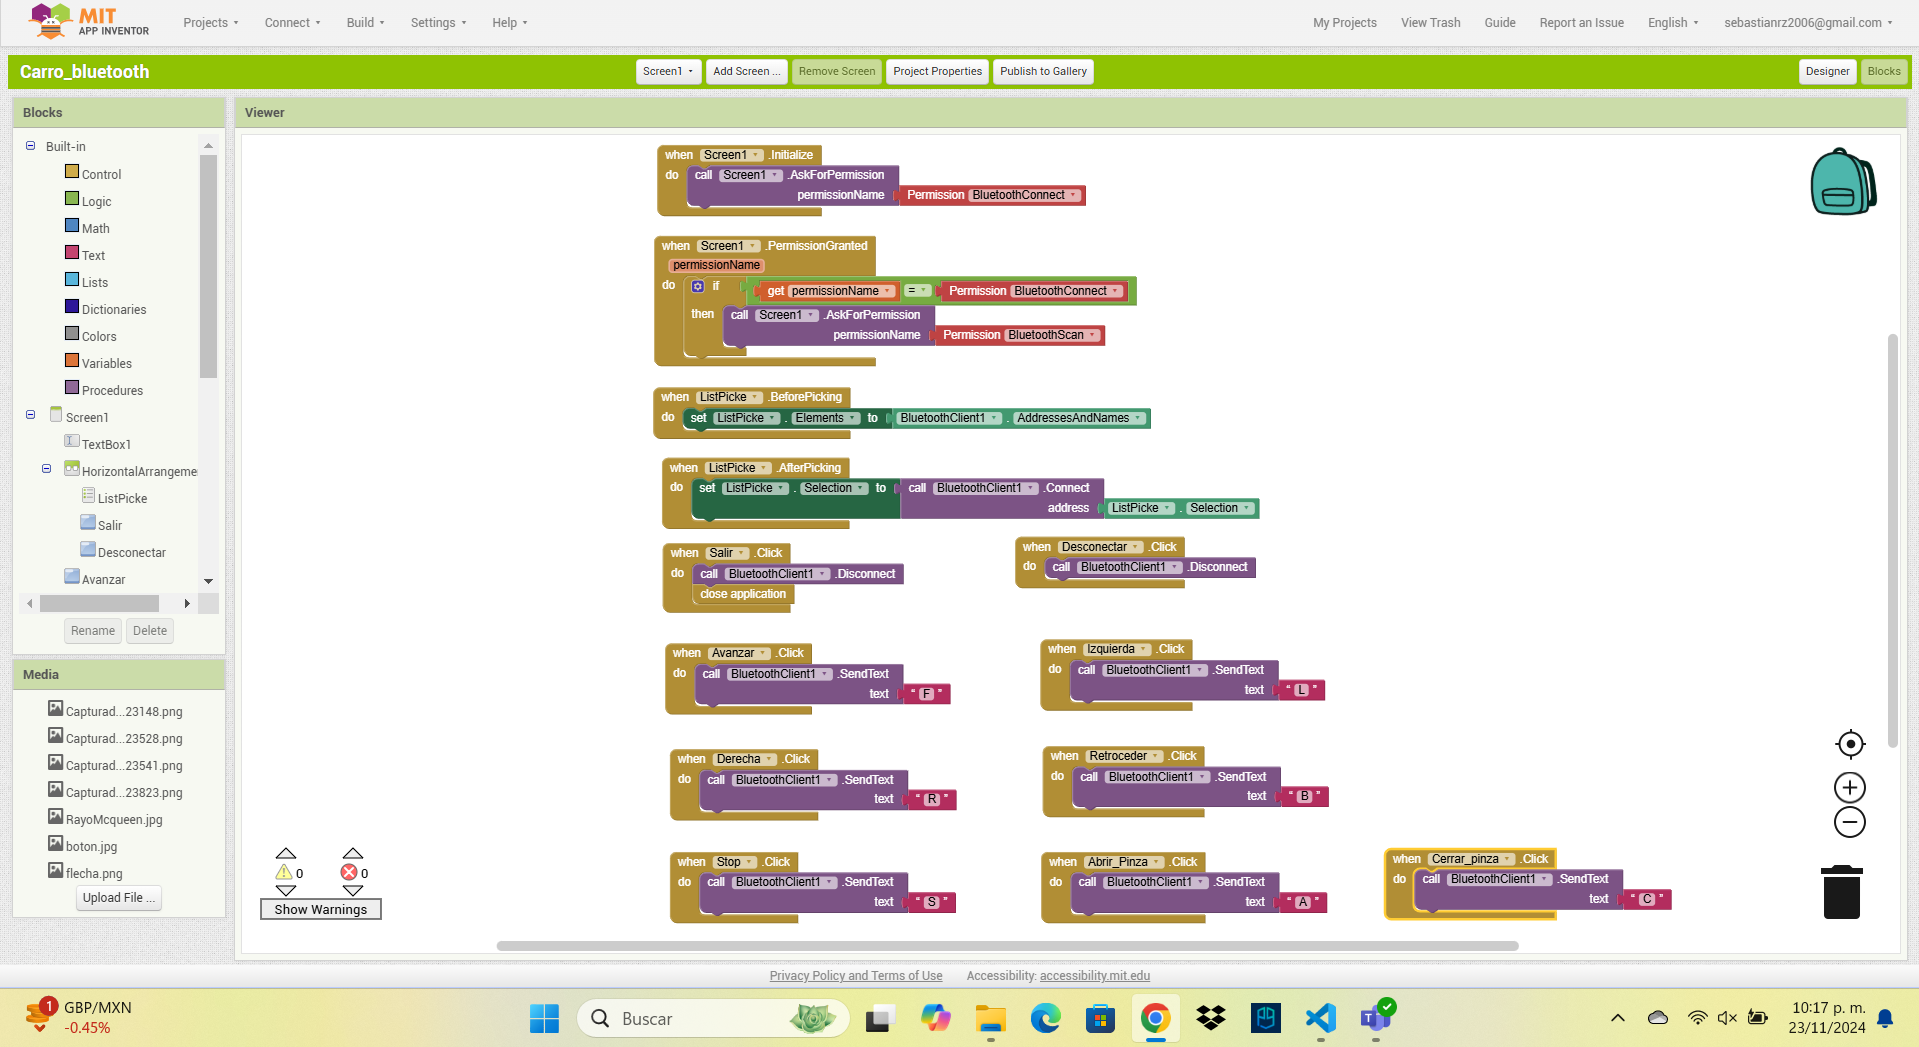 MIT
APP INVENTOR
Projects
Connect
Build
Settings
Help
My Projects
View Trash
Guide
Report an Issue
English
sebastianrz2006@gmail.com
Carro_bluetooth
Screen1
Add Screen ...
Remove Screen
Project Properties
Publish to Gallery
Designer
Blocks
Blocks
Built-in
Control
Logic
Math
Text
Lists
Dictionaries
Colors
Variables
Procedures
Screen1
TextBox1
HorizontalArrangeme
ListPicke
Salir
Desconectar
Avanzar
Rename
Delete
Media
Capturad...23148.png
Capturad...23528.png
Capturad...23541.png
Capturad...23823.png
RayoMcqueen.jpg
boton.jpg
flecha.png
Upload File ...
Viewer
when Screen1 .Initialize
do call Screen1 .AskForPermission
permissionName Permission BluetoothConnect
when Screen1 .PermissionGranted
permissionName
do if get permissionName = Permission BluetoothConnect
then call Screen1 .AskForPermission
permissionName Permission BluetoothScan
when ListPicke .BeforePicking
do set ListPicke . Elements to BluetoothClient1 . AddressesAndNames
when ListPicke .AfterPicking
do set ListPicke . Selection to call BluetoothClient1 .Connect
address ListPicke . Selection
when Salir .Click
do call BluetoothClient1 .Disconnect
close application
when Desconectar .Click
do call BluetoothClient1 .Disconnect
when Avanzar .Click
do call BluetoothClient1 .SendText
text " F "
when Izquierda .Click
do call BluetoothClient1 .SendText
text " L "
when Derecha .Click
do call BluetoothClient1 .SendText
text " R "
when Retroceder .Click
do call BluetoothClient1 .SendText
text " B "
when Stop .Click
do call BluetoothClient1 .SendText
text " S "
when Abrir_Pinza .Click
do call BluetoothClient1 .SendText
text " A "
when Cerrar_pinza .Click
do call BluetoothClient1 .SendText
text " C "
0
0
Show Warnings
Privacy Policy and Terms of Use
Accessibility: accessibility.mit.edu
1
GBP/MXN
-0.45%
Buscar
10:17 p. m.
23/11/2024